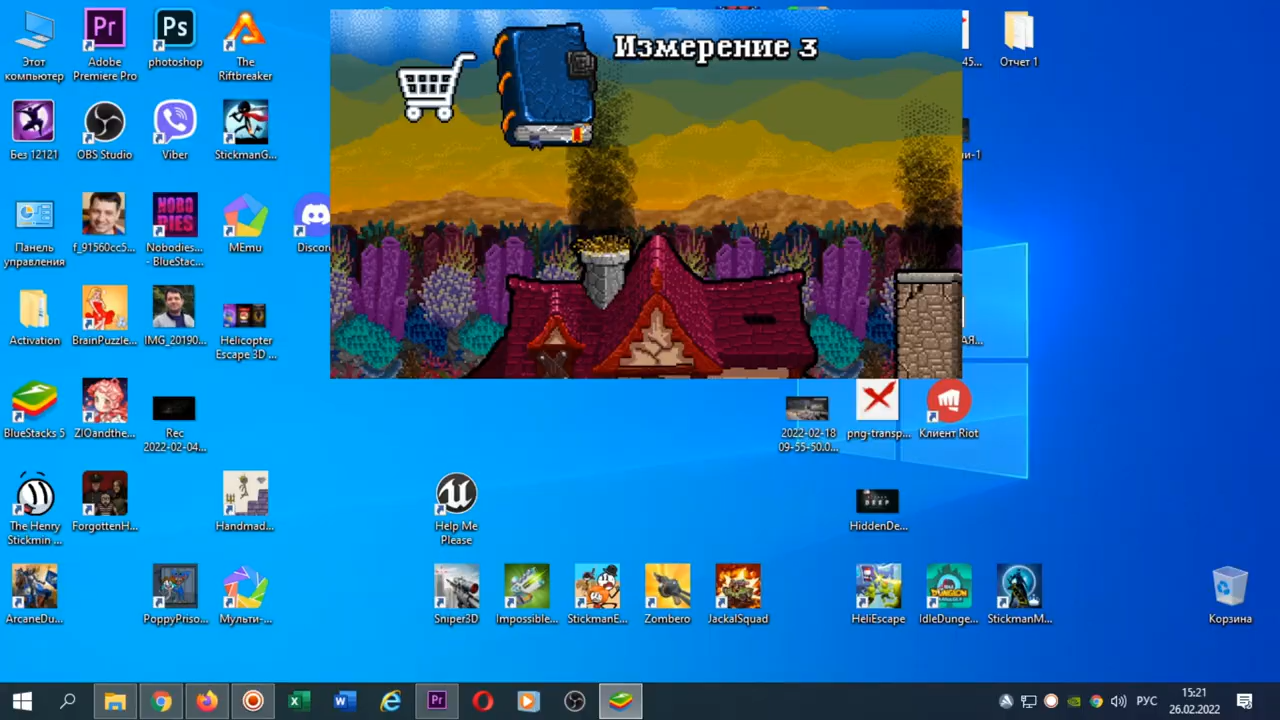 Измерение 3
Этот
компьютер
Adobe
Premiere Pro
photoshop
The
Riftbreaker
45...
Отчет 1
Без 12121
OBS Studio
Viber
StickmanG...
и-1
Панель
управления
f_91560cc5...
Nobodies...
- BlueStac...
MEmu
Discor
Activation
BrainPuzzle...
IMG_20190...
Helicopter
Escape 3D ...
АЯ...
BlueStacks 5
ZIOandthe...
Rec
2022-02-04...
2022-02-18
09-55-50.0...
png-transp...
Клиент Riot
The Henry
Stickmin ...
ForgottenH...
Handmad...
Help Me
Please
HiddenDe...
ArcaneDu...
PoppyPriso...
Мульти-...
Sniper3D
Impossible...
StickmanE...
Zombero
JackalSquad
HeliEscape
IdleDunge...
StickmanM...
Корзина
РУС
15:21
26.02.2022